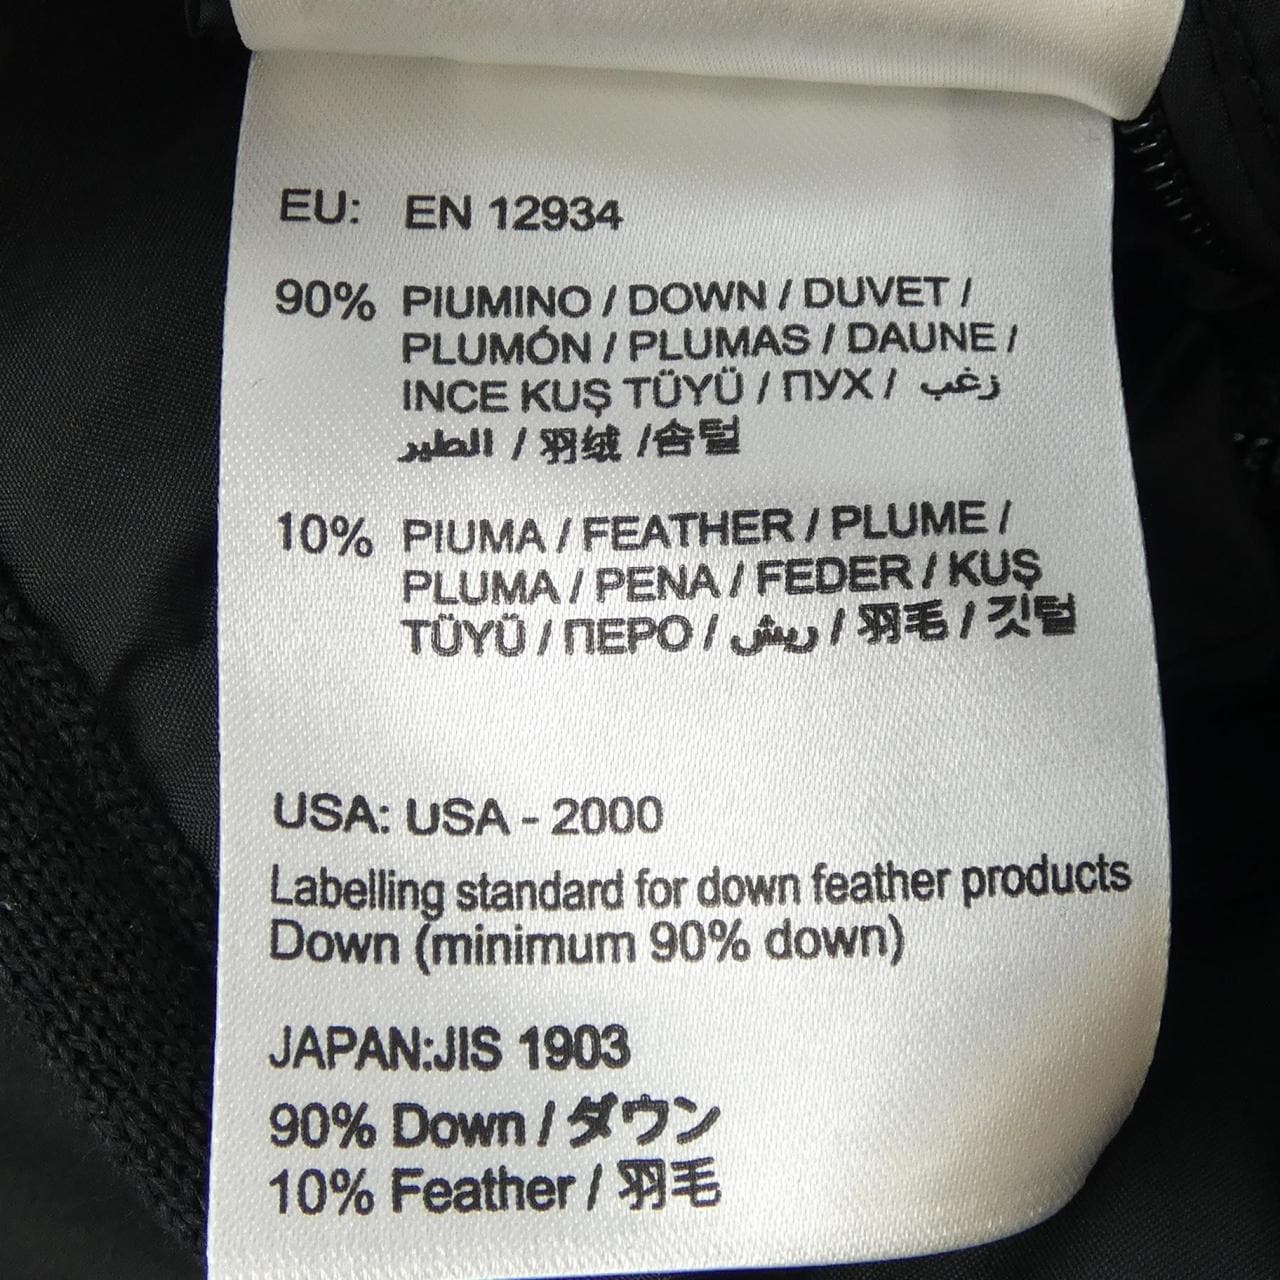 EU: EN 12934
90% PIUMINO / DOWN / DUVET /
PLUMÓN / PLUMAS / DAUNE /
INCE KUŞ TÜYÜ / ПУХ / زغب
الطير / 羽绒 /솜털
10% PIUMA / FEATHER / PLUME /
PLUMA / PENA / FEDER / KUŞ
TÜYÜ / ПЕРО / ريش / 羽毛 / 깃털
USA: USA - 2000
Labelling standard for down feather products
Down (minimum 90% down)
JAPAN:JIS 1903
90% Down / ダウン
10% Feather / 羽毛